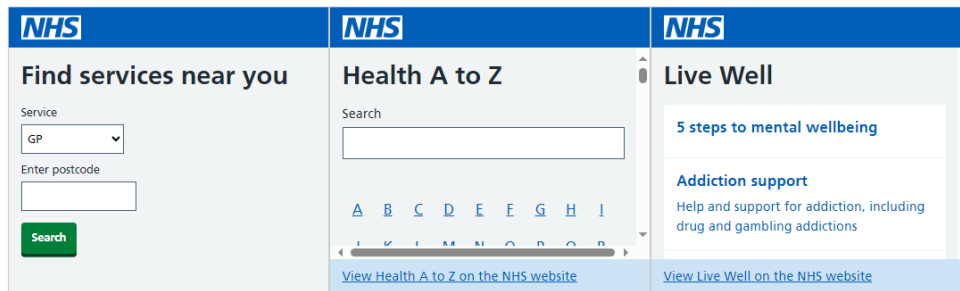 NHS
Find services near you
Service
GP
Enter postcode
Search
NHS
Health A to Z
Search
A B C D E F G H I
View Health A to Z on the NHS website
NHS
Live Well
5 steps to mental wellbeing
Addiction support
Help and support for addiction, including
drug and gambling addictions
View Live Well on the NHS website